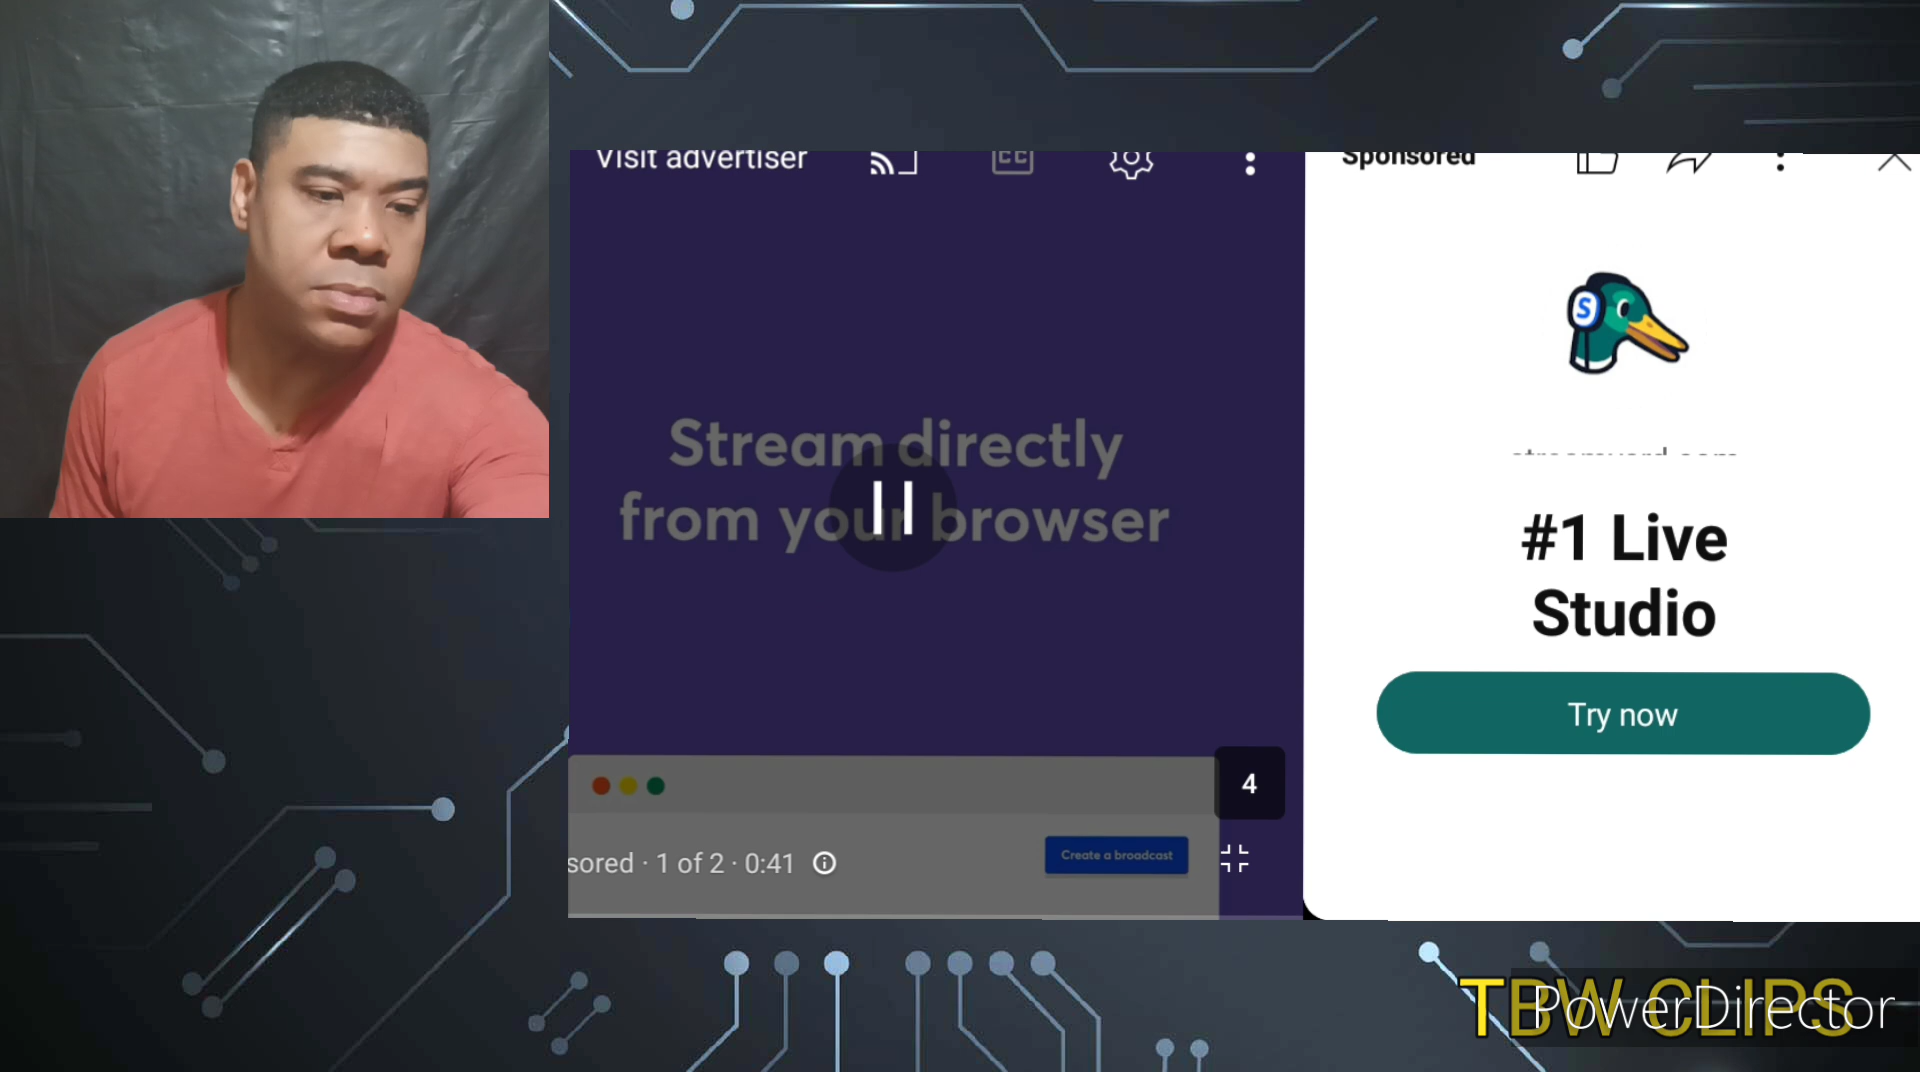 Visit advertiser
CC
Sponsored
S
Stream directly
from your browser
#1 Live
Studio
Try now
4
sored · 1 of 2 · 0:41
Create a broadcast
TBW CLIPS
PowerDirector